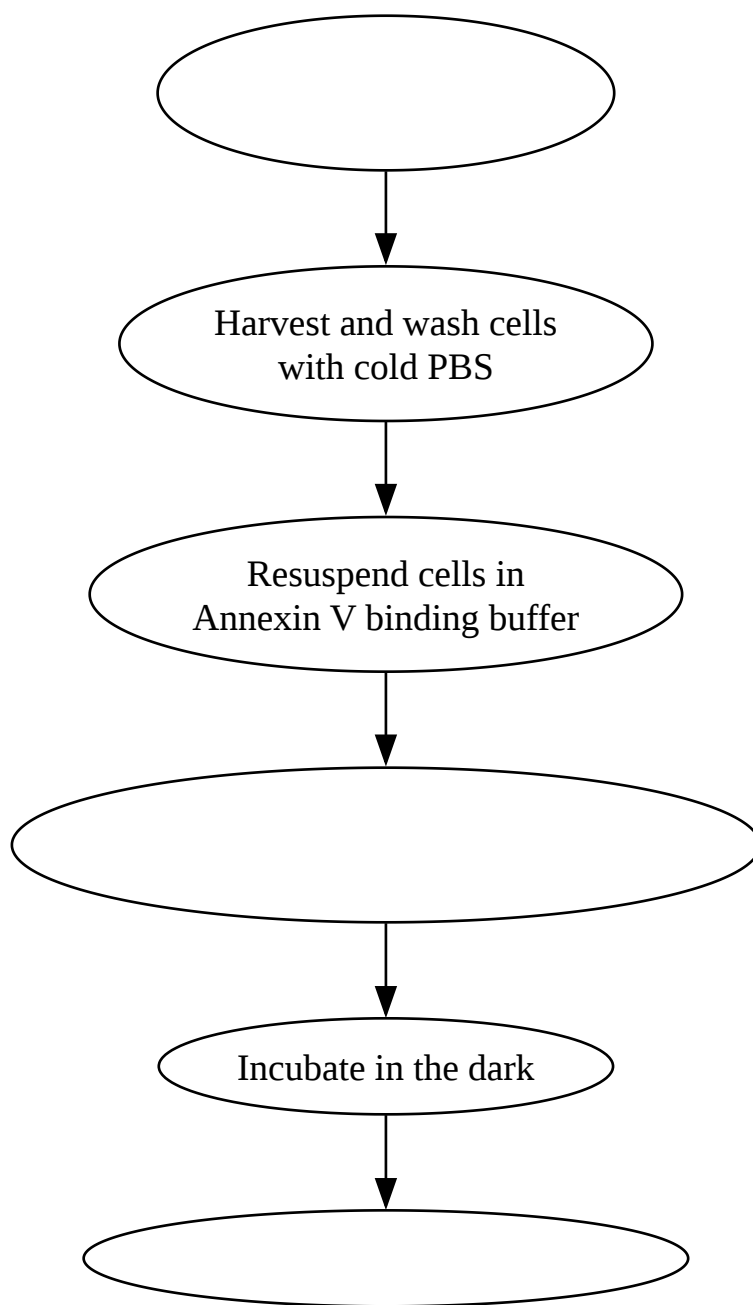 Harvest and wash cells
with cold PBS
Resuspend cells in
Annexin V binding buffer
Incubate in the dark